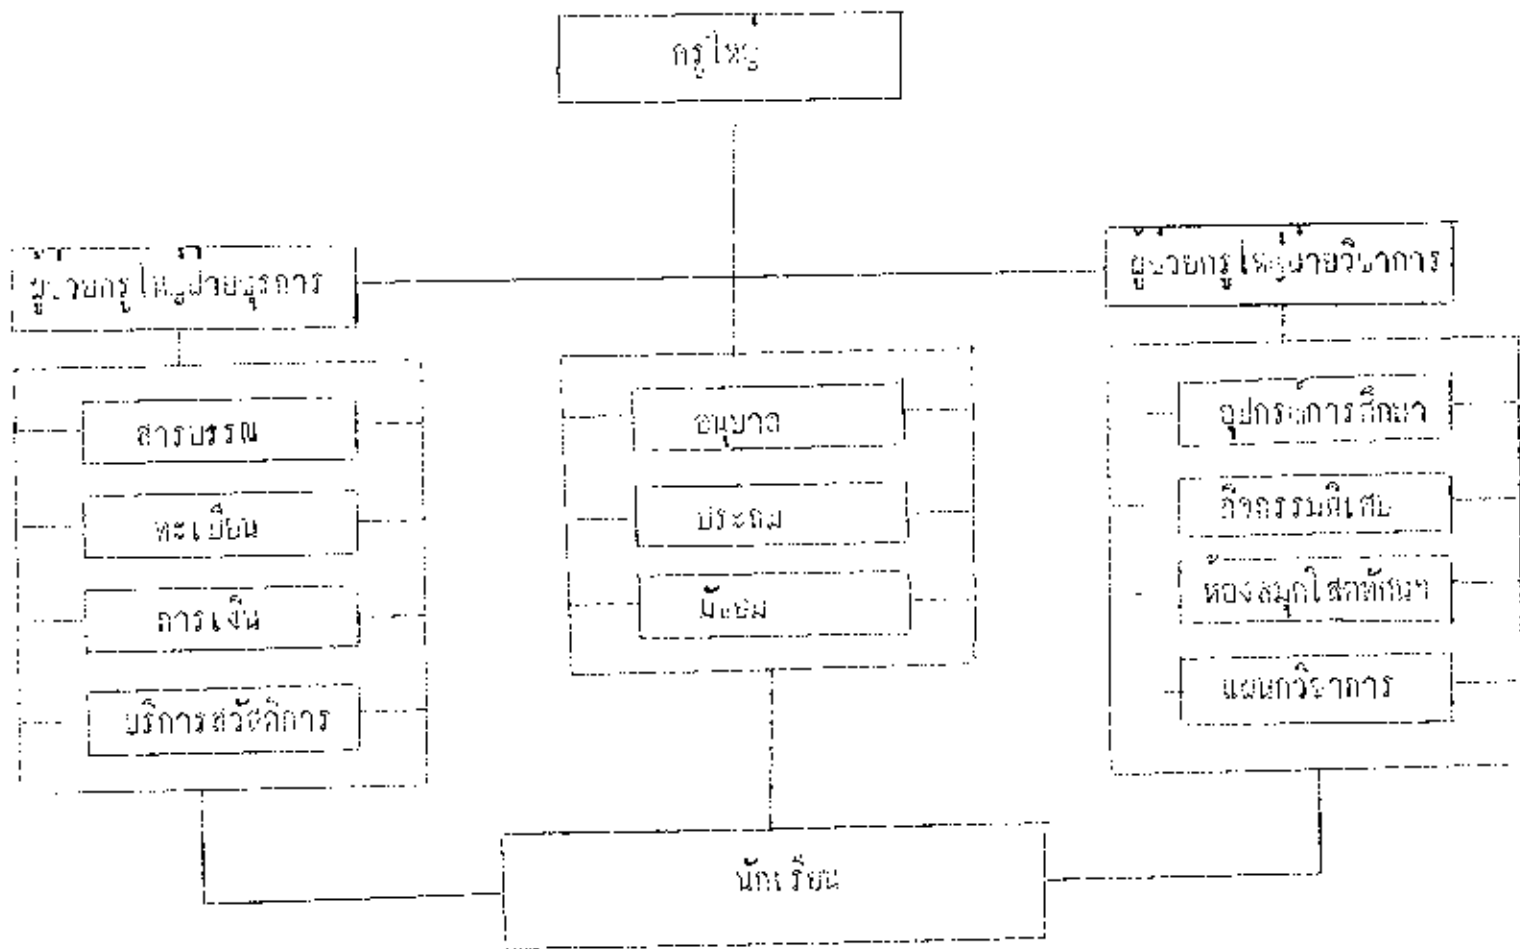 ครูใหญ่
ผู้ช่วยครูใหญ่ฝ่ายธุรการ
ผู้ช่วยครูใหญ่ฝ่ายวิชาการ
สารบรรณ
ทะเบียน
การเงิน
บริการสวัสดิการ
อนุบาล
ประถม
มัธยม
อุปกรณ์การศึกษา
กิจกรรมพิเศษ
ห้องสมุดโสตทัศนฯ
แผนกวิชาการ
นักเรียน